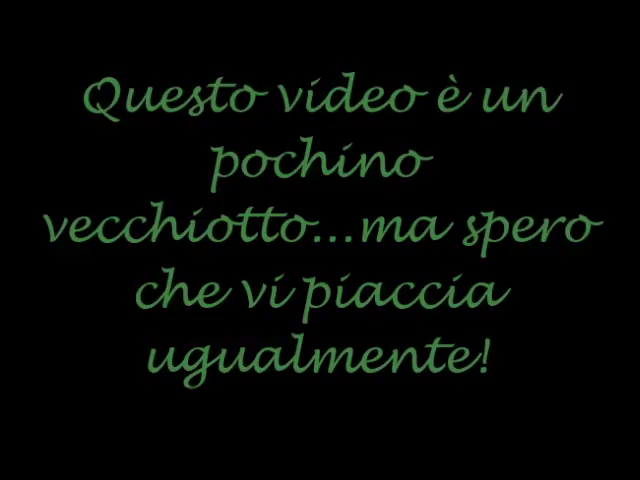 Questo video è un
pochino
vecchiotto...ma spero
che vi piaccia
ugualmente!